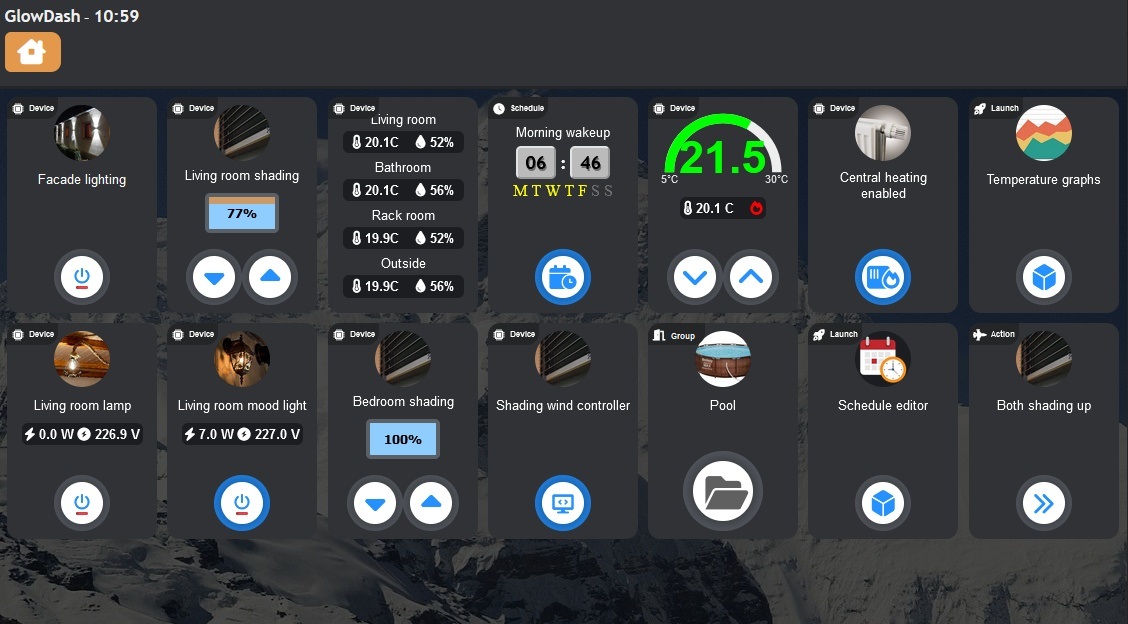 GlowDash - 10:59
Device
Facade lighting
Device
Living room shading
77%
Device
Living room
20.1C 52%
Bathroom
20.1C 56%
Rack room
19.9C 52%
Outside
19.9C 56%
Schedule
Morning wakeup
06 : 46
M T W T F S S
Device
21.5
5°C 30°C
20.1 C
Device
Central heating
enabled
Launch
Temperature graphs
Device
Living room lamp
0.0 W 226.9 V
Device
Living room mood light
7.0 W 227.0 V
Device
Bedroom shading
100%
Device
Shading wind controller
Group
Pool
Launch
Schedule editor
Action
Both shading up